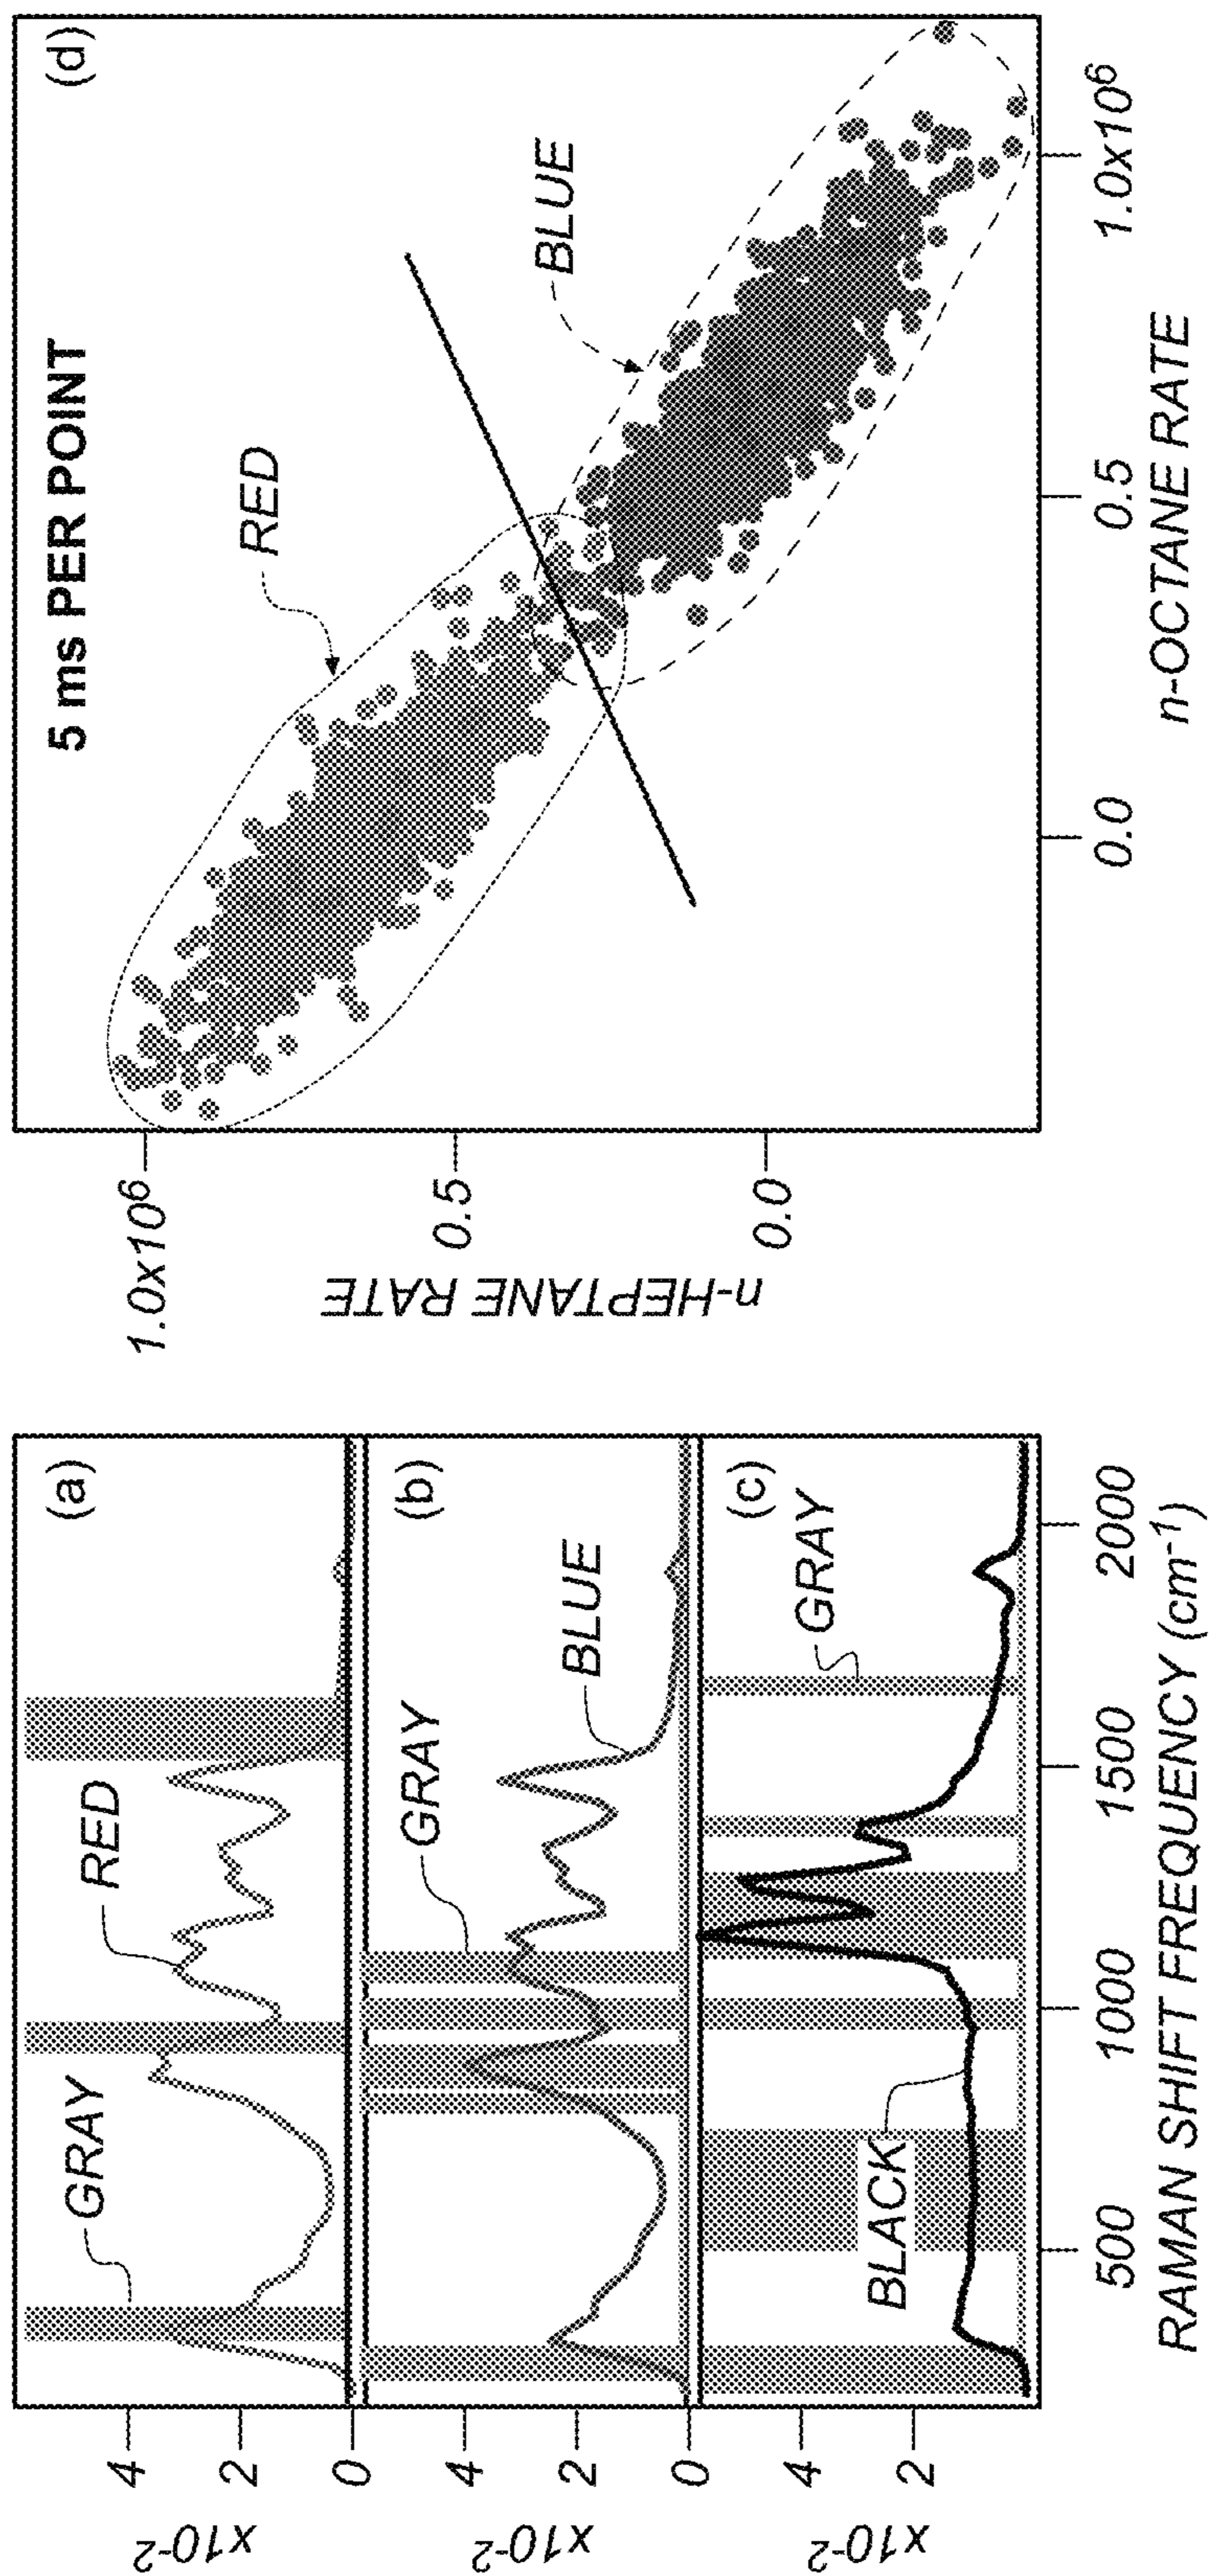 (a)
GRAY
RED
4
2
0
x10-2
(b)
GRAY
BLUE
4
2
0
x10-2
(c)
GRAY
BLACK
4
2
x10-2
500
1000
1500
2000
RAMAN SHIFT FREQUENCY (cm-1)
5 ms PER POINT
(d)
RED
BLUE
1.0x10⁶
0.5
0.0
n-HEPTANE RATE
0.0
0.5
1.0x10⁶
n-OCTANE RATE